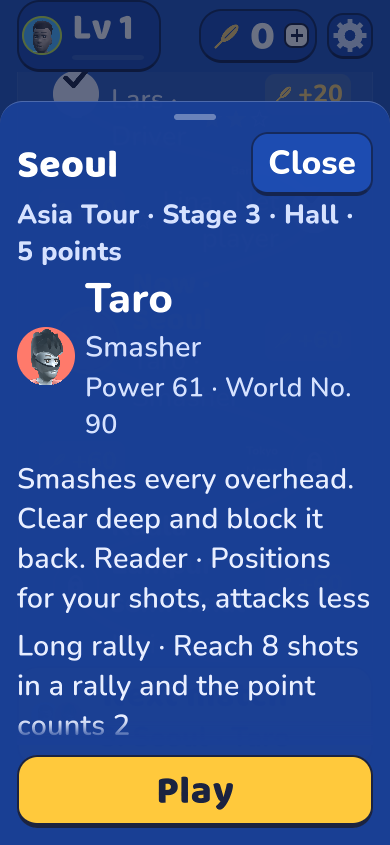 Lv 1
0
Lars ·
+20
Seoul
Close
Asia Tour · Stage 3 · Hall ·
5 points
Taro
Smasher
Power 61 · World No.
90
Smashes every overhead.
Clear deep and block it
back. Reader · Positions
for your shots, attacks less
Long rally · Reach 8 shots
in a rally and the point
counts 2
Play